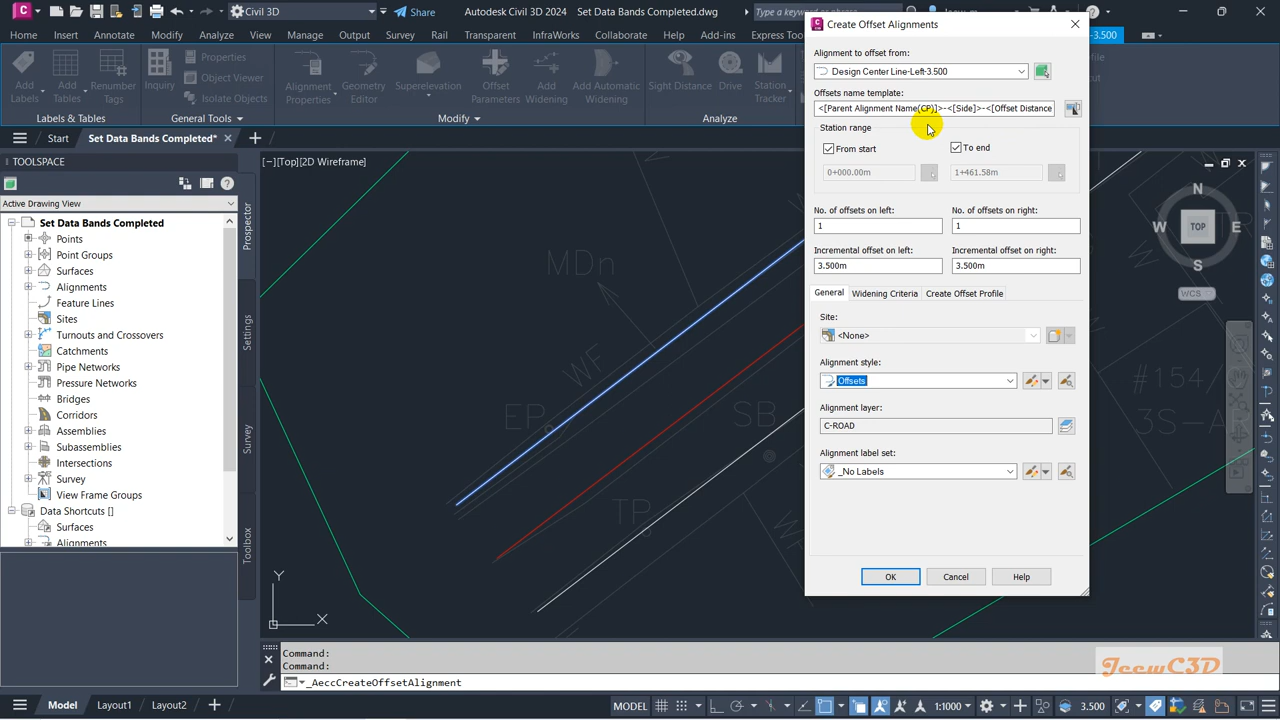 Civil 3D
Share
Autodesk Civil 3D 2024
Set Data Bands Completed.dwg
Type a keyword or phrase
Create Offset Alignments
Home
Insert
Annotate
Modify
Analyze
View
Manage
Output
Survey
Rail
Transparent
InfraWorks
Collaborate
Help
Add-ins
Express Too
-3.500
Add
Labels
Add
Tables
Renumber
Tags
Inquiry
Properties
Object Viewer
Alignment
Properties
Geometry
Editor
Superelevation
Offset
Parameters
Add
Widening
Sight Distance
Drive
Station
Tracker
Labels & Tables
General Tools
Modify
Analyze
Start
Set Data Bands Completed*
TOOLSPACE
Active Drawing View
Set Data Bands Completed
Points
Point Groups
Surfaces
Alignments
Feature Lines
Sites
Turnouts and Crossovers
Catchments
Pipe Networks
Pressure Networks
Bridges
Corridors
Assemblies
Subassemblies
Intersections
Survey
View Frame Groups
Data Shortcuts []
Surfaces
Alignments
Prospector
Settings
Survey
Toolbox
[−][Top][2D Wireframe]
MDn
WF
EP
SB
TP
#154
3S-A
Y
X
N
W
TOP
E
S
WCS
Alignment to offset from:
Design Center Line-Left-3.500
Offsets name template:
<[Parent Alignment Name(CP)]>-<[Side]>-<[Offset Distance
Station range
From start
To end
0+000.00m
1+461.58m
No. of offsets on left:
No. of offsets on right:
1
1
Incremental offset on left:
Incremental offset on right:
3.500m
3.500m
General
Widening Criteria
Create Offset Profile
Site:
<None>
Alignment style:
Offsets
Alignment layer:
C-ROAD
Alignment label set:
_No Labels
OK
Cancel
Help
Command:
Command:
_AeccCreateOffsetAlignment
JeewC3D
Model
Layout1
Layout2
MODEL
1:1000
3.500